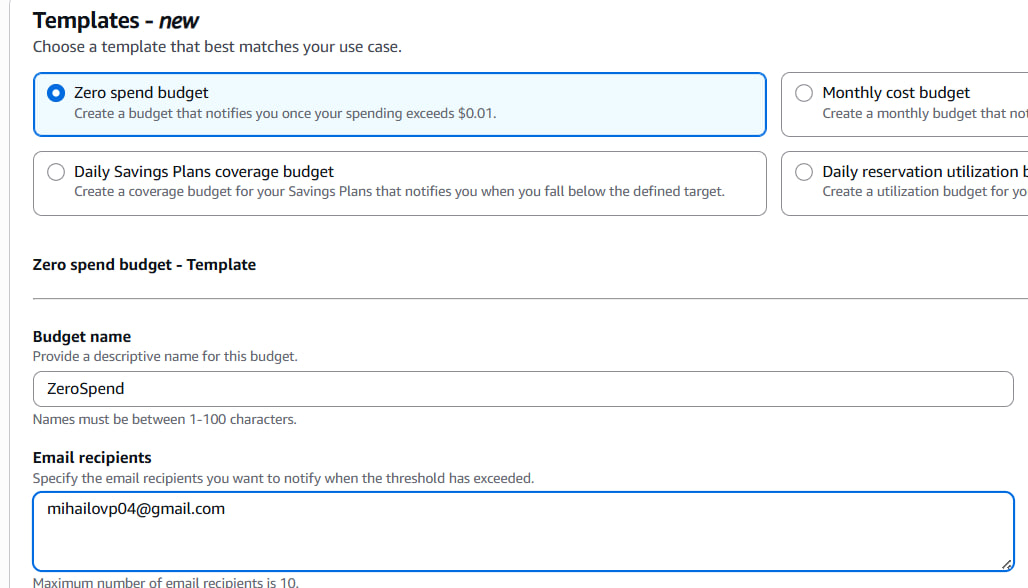 Templates - new
Choose a template that best matches your use case.
Zero spend budget
Create a budget that notifies you once your spending exceeds $0.01.
Monthly cost budget
Create a monthly budget that
Daily Savings Plans coverage budget
Create a coverage budget for your Savings Plans that notifies you when you fall below the defined target.
Daily reservation utilization
Create a utilization budget for
Zero spend budget - Template
Budget name
Provide a descriptive name for this budget.
ZeroSpend
Names must be between 1-100 characters.
Email recipients
Specify the email recipients you want to notify when the threshold has exceeded.
mihailovp04@gmail.com
Maximum number of email recipients is 10.